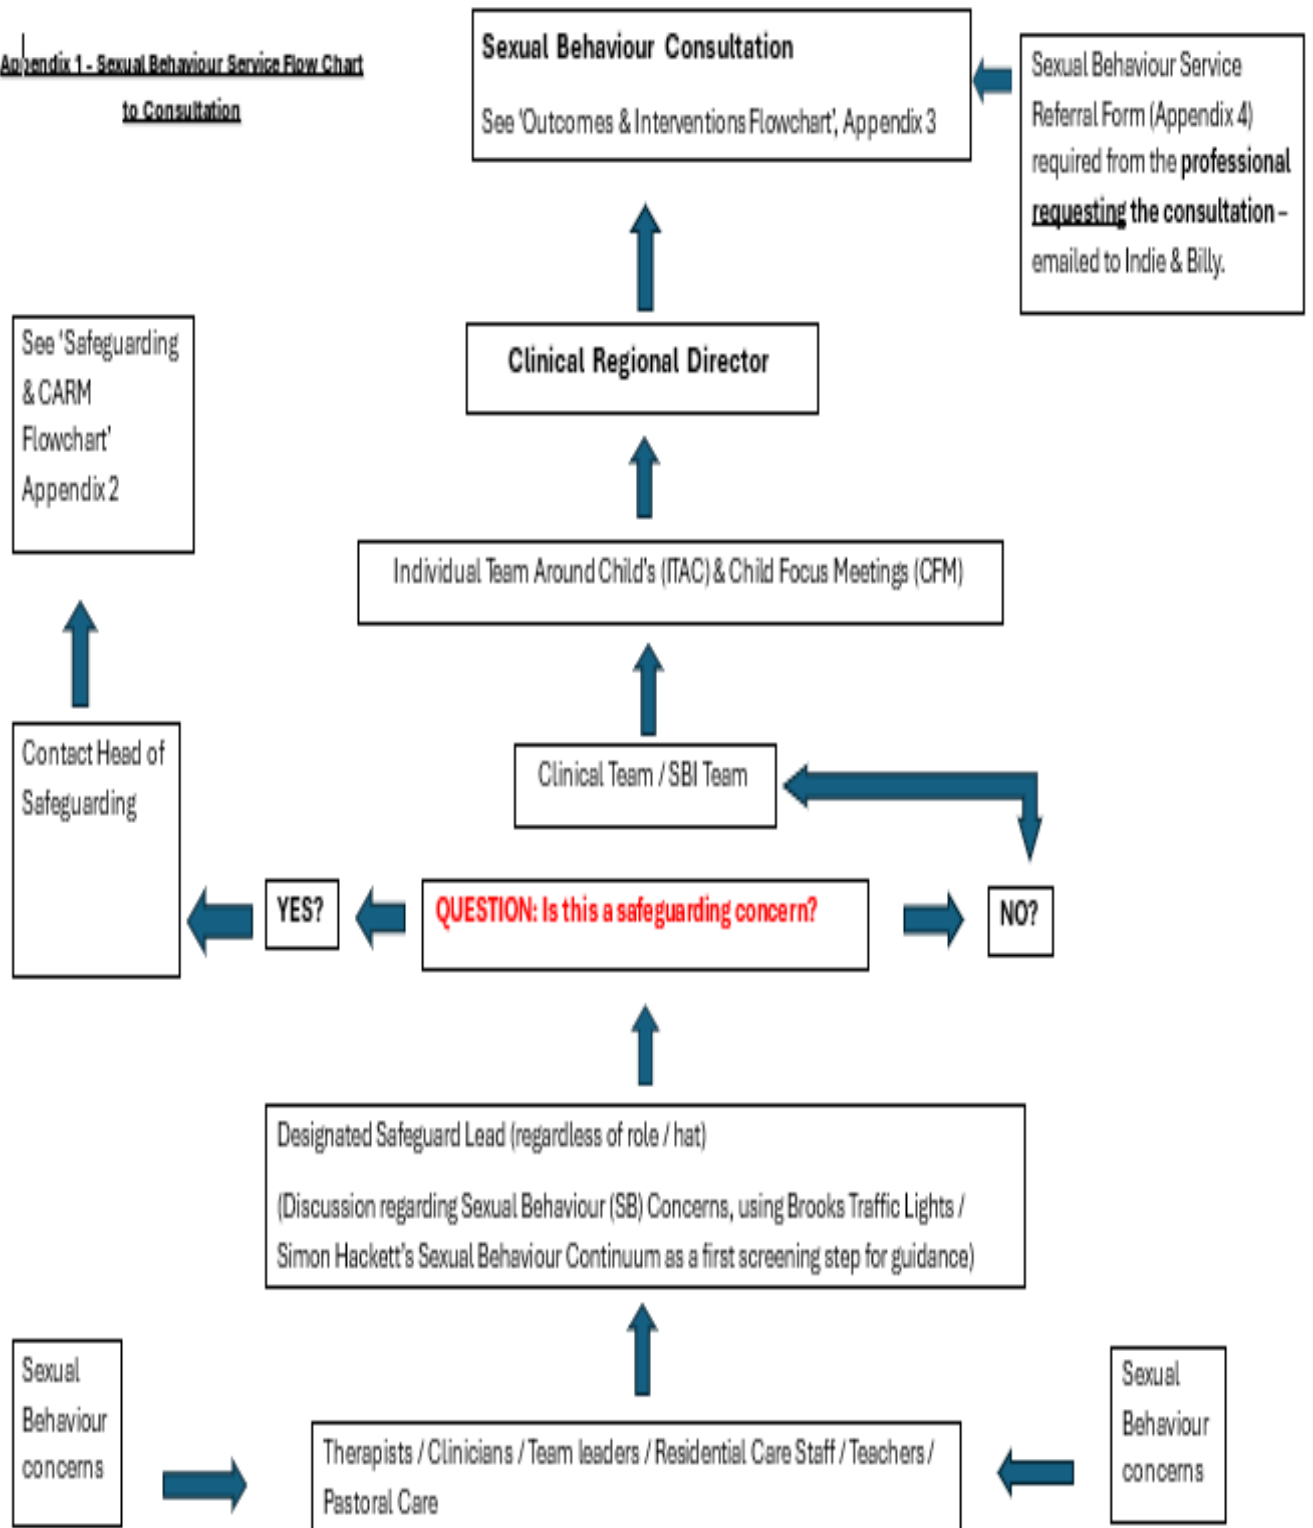 Appendix 1 - Sexual Behaviour Service Flow Chart
to Consultation
Sexual Behaviour Consultation
See 'Outcomes & Interventions Flowchart', Appendix 3
Sexual Behaviour Service
Referral Form (Appendix 4)
required from the professional
requesting the consultation –
emailed to Indie & Billy.
See 'Safeguarding
& CARM
Flowchart'
Appendix 2
Clinical Regional Director
Individual Team Around Child's (ITAC) & Child Focus Meetings (CFM)
Contact Head of
Safeguarding
Clinical Team / SBI Team
YES?
QUESTION: Is this a safeguarding concern?
NO?
Designated Safeguard Lead (regardless of role / hat)
(Discussion regarding Sexual Behaviour (SB) Concerns, using Brooks Traffic Lights /
Simon Hackett's Sexual Behaviour Continuum as a first screening step for guidance)
Sexual
Behaviour
concerns
Therapists / Clinicians / Team leaders / Residential Care Staff / Teachers /
Pastoral Care
Sexual
Behaviour
concerns